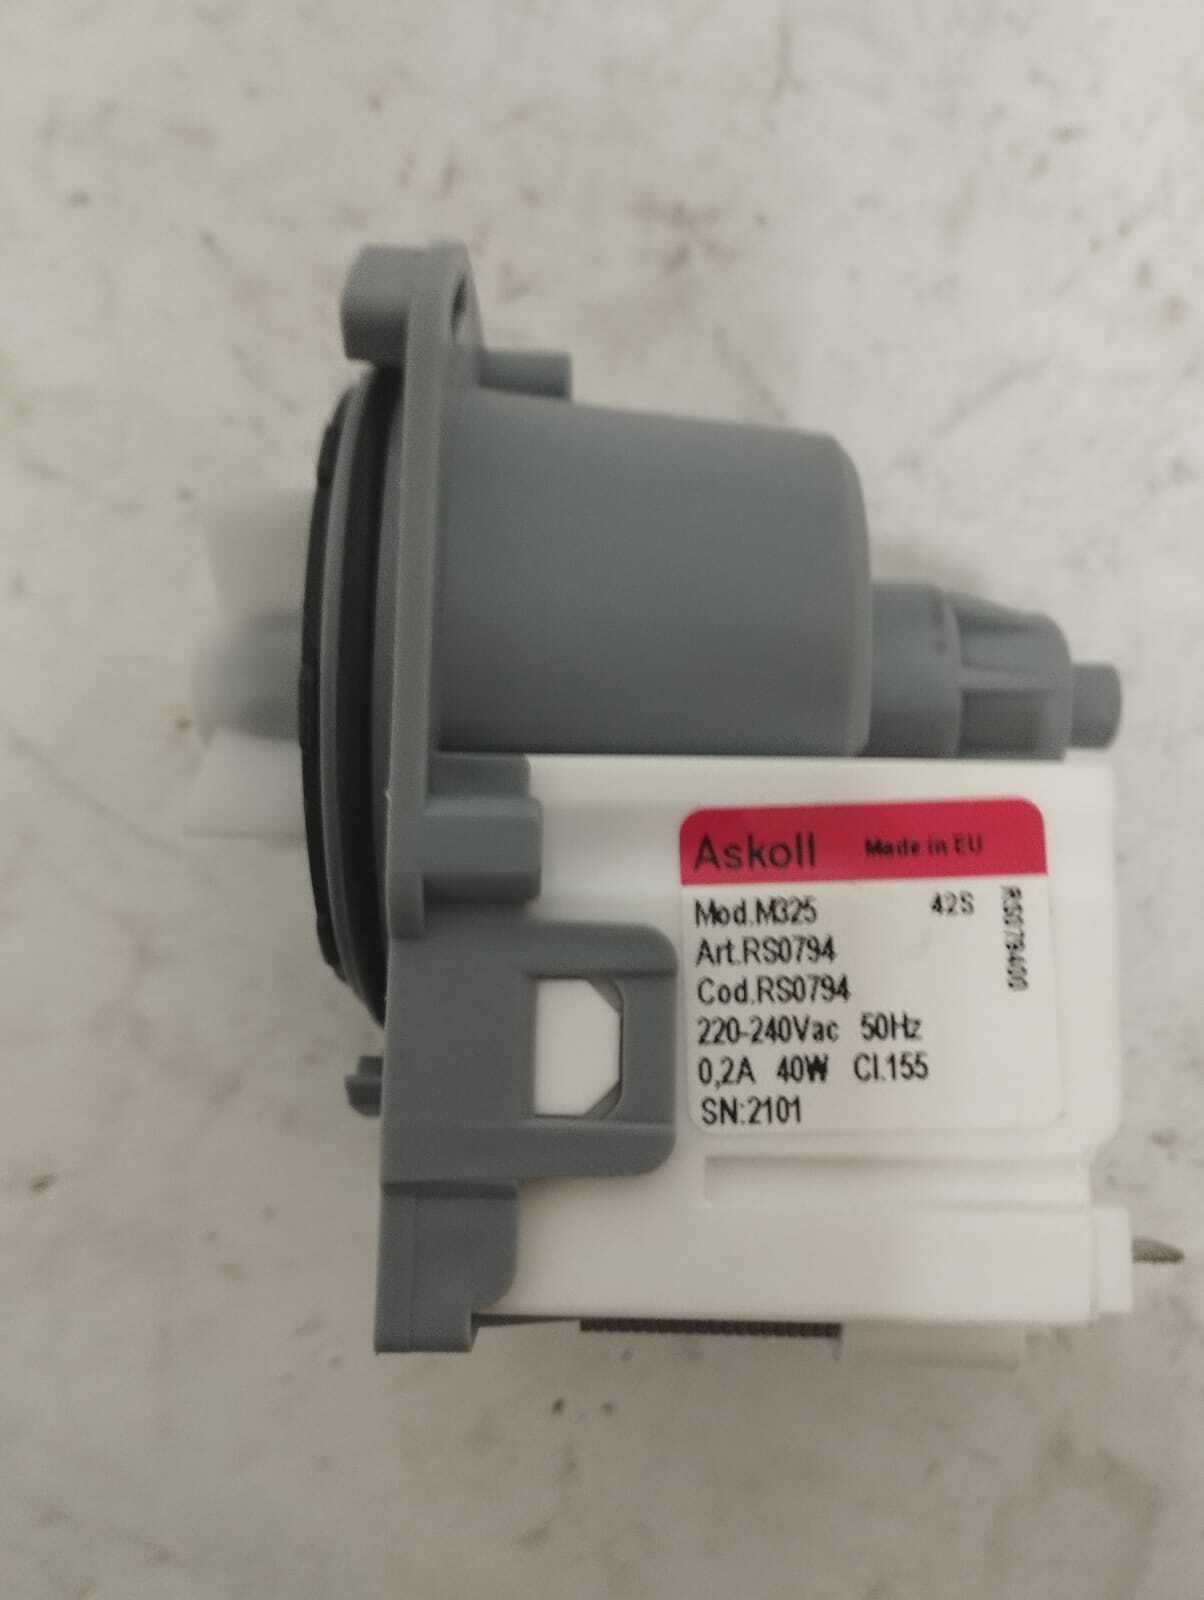 Askoll Made in EU
Mod.M325 42S
Art.RS0794
Cod.RS0794
220-240Vac 50Hz
0,2A 40W Cl.155
SN:2101
RS079400